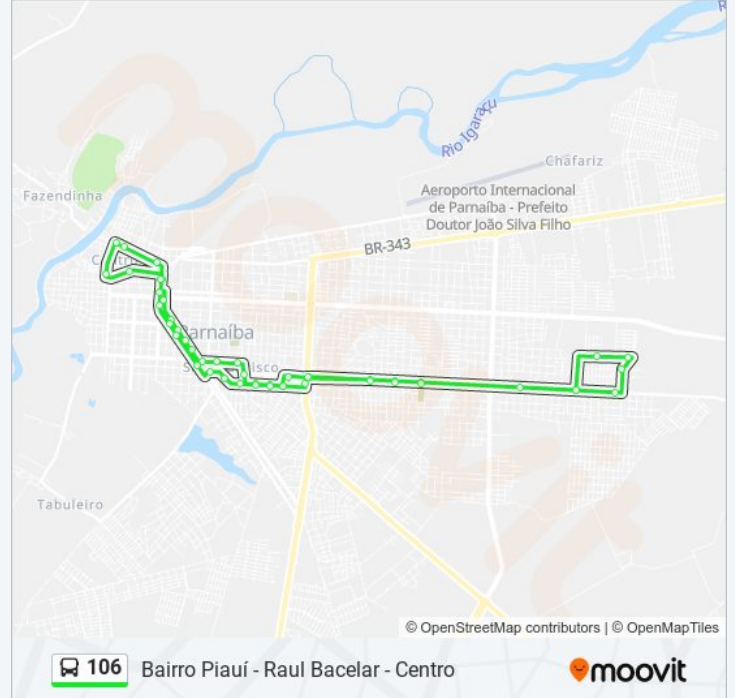 R
Rio Igaraçu
Chafariz
Fazendinha
Aeroporto Internacional
de Parnaíba - Prefeito
Doutor João Silva Filho
BR-343
Parnaíba
Tabuleiro
© OpenStreetMap contributors | © OpenMapTiles
106 Bairro Piauí - Raul Bacelar - Centro
moovit